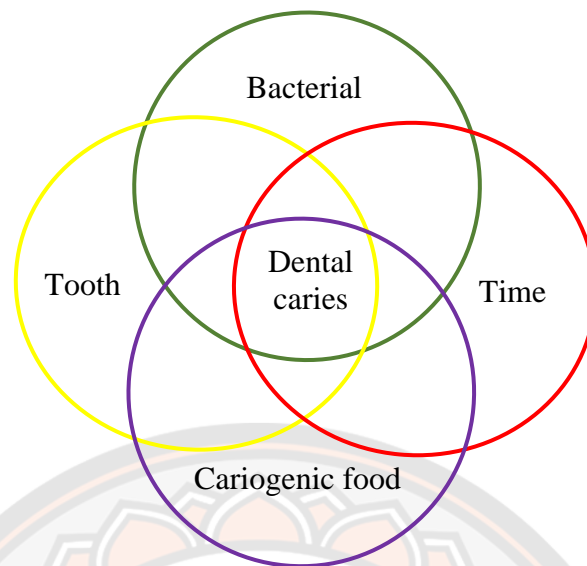 Bacterial
Tooth
Dental
caries
Time
Cariogenic food